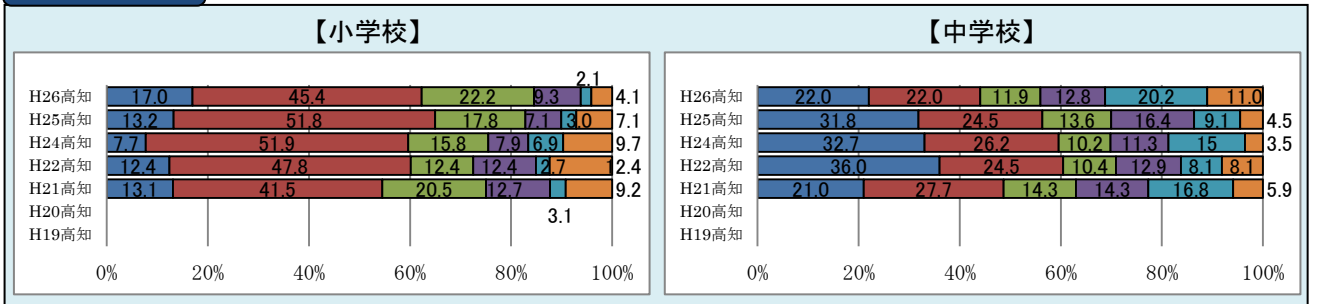 【小学校】
2.1
H26高知 17.0 45.4 22.2 9.3 4.1
H25高知 13.2 51.8 17.8 7.1 3.0 7.1
H24高知 7.7 51.9 15.8 7.9 6.9 9.7
H22高知 12.4 47.8 12.4 12.4 2.7 12.4
H21高知 13.1 41.5 20.5 12.7 9.2
H20高知 3.1
H19高知
0% 20% 40% 60% 80% 100%
【中学校】
H26高知 22.0 22.0 11.9 12.8 20.2 11.0
H25高知 31.8 24.5 13.6 16.4 9.1 4.5
H24高知 32.7 26.2 10.2 11.3 15 3.5
H22高知 36.0 24.5 10.4 12.9 8.1 8.1
H21高知 21.0 27.7 14.3 14.3 16.8 5.9
H20高知
H19高知
0% 20% 40% 60% 80% 100%